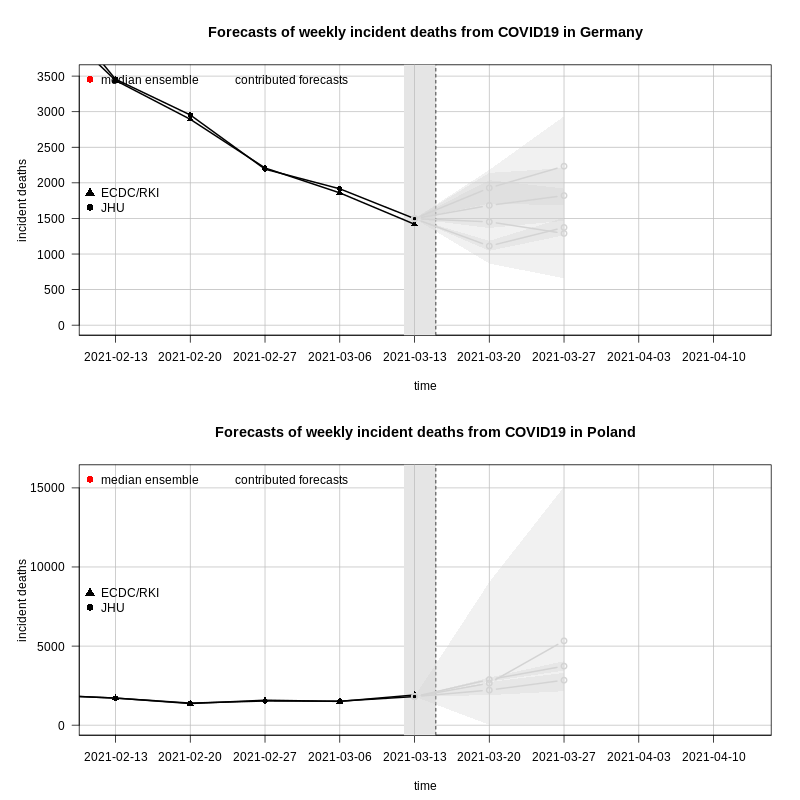 Forecasts of weekly incident deaths from COVID19 in Germany
3500
median ensemble contributed forecasts
3000
2500
2000
ECDC/RKI
JHU
1500
1000
500
0
incident deaths
2021-02-13 2021-02-20 2021-02-27 2021-03-06 2021-03-13 2021-03-20 2021-03-27 2021-04-03 2021-04-10
time
Forecasts of weekly incident deaths from COVID19 in Poland
median ensemble contributed forecasts
15000
10000
ECDC/RKI
JHU
5000
0
incident deaths
2021-02-13 2021-02-20 2021-02-27 2021-03-06 2021-03-13 2021-03-20 2021-03-27 2021-04-03 2021-04-10
time